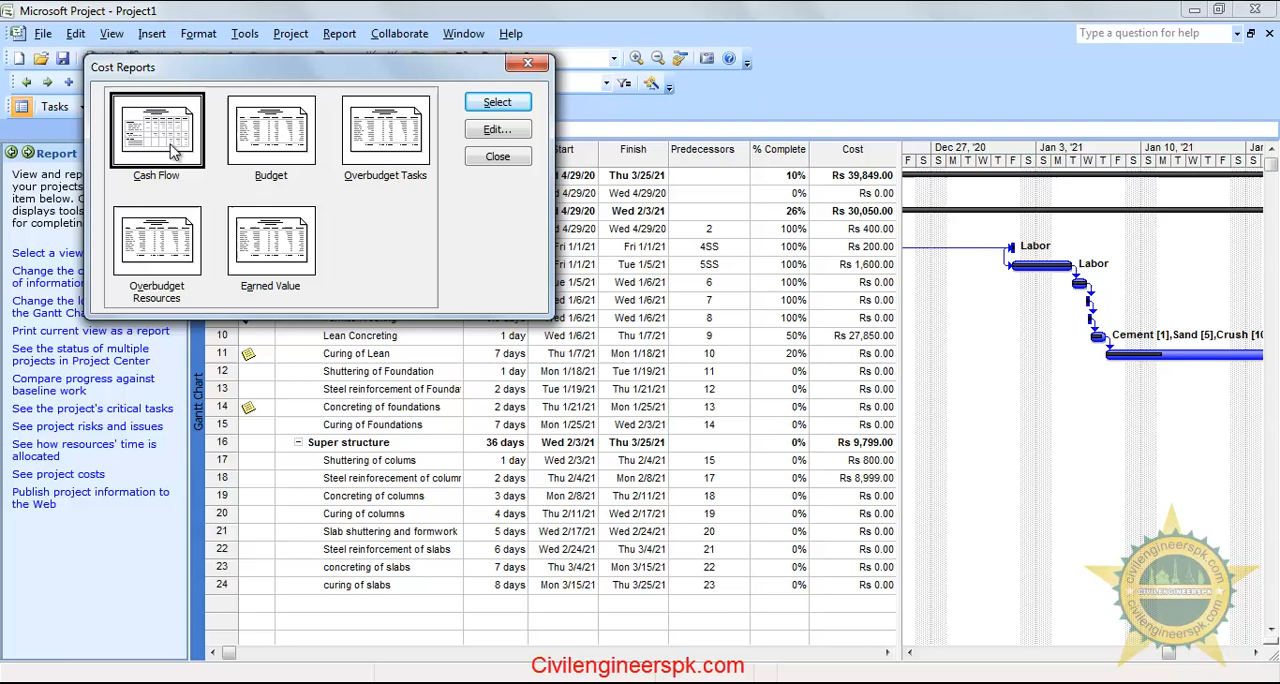 Microsoft Project - Project1
File Edit View Insert Format Tools Project Report Collaborate Window Help
Type a question for help
Cost Reports
Tasks
Select
Edit...
Close
Cash Flow
Budget
Overbudget Tasks
Overbudget
Resources
Earned Value
Report
View and rep
your projects
item below. C
displays tools
for completin
Select a view
Change the c
of information
Change the lo
the Gantt Cha
Print current view as a report
See the status of multiple
projects in Project Center
Compare progress against
baseline work
See the project's critical tasks
See project risks and issues
See how resources' time is
allocated
See project costs
Publish project information to
the Web
Gantt Chart
Start Finish Predecessors % Complete Cost
Dec 27, '20 Jan 3, '21 Jan 10, '21 Jan
F S S M T W T F S S M T W T F S S M T W T F S S
4/29/20 Thu 3/25/21 10% Rs 39,849.00
Wed 4/29/20 Wed 4/29/20 0% Rs 0.00
4/29/20 Wed 2/3/21 26% Rs 30,050.00
Wed 4/29/20 Wed 4/29/20 2 100% Rs 400.00
Fri 1/1/21 Fri 1/1/21 4SS 100% Rs 200.00 Labor
Fri 1/1/21 Tue 1/5/21 5SS 100% Rs 1,600.00 Labor
Wed 1/6/21 6 100% Rs 0.00
Wed 1/6/21 7 100% Rs 0.00
Wed 1/6/21 8 100% Rs 0.00
10 Lean Concreting 1 day Wed 1/6/21 Thu 1/7/21 9 50% Rs 27,850.00 Cement [1],Sand [5],Crush [10
11 Curing of Lean 7 days Thu 1/7/21 Mon 1/18/21 10 20% Rs 0.00
12 Shuttering of Foundation 1 day Mon 1/18/21 Tue 1/19/21 11 0% Rs 0.00
13 Steel reinforcement of Founda 2 days Tue 1/19/21 Thu 1/21/21 12 0% Rs 0.00
14 Concreting of foundations 2 days Thu 1/21/21 Mon 1/25/21 13 0% Rs 0.00
15 Curing of Foundations 7 days Mon 1/25/21 Wed 2/3/21 14 0% Rs 0.00
16 Super structure 36 days Wed 2/3/21 Thu 3/25/21 0% Rs 9,799.00
17 Shuttering of colums 1 day Wed 2/3/21 Thu 2/4/21 15 0% Rs 800.00
18 Steel reinforecement of column 2 days Thu 2/4/21 Mon 2/8/21 17 0% Rs 8,999.00
19 Concreting of columns 3 days Mon 2/8/21 Thu 2/11/21 18 0% Rs 0.00
20 Curing of columns 4 days Thu 2/11/21 Wed 2/17/21 19 0% Rs 0.00
21 Slab shuttering and formwork 5 days Wed 2/17/21 Wed 2/24/21 20 0% Rs 0.00
22 Steel reinforcement of slabs 6 days Wed 2/24/21 Thu 3/4/21 21 0% Rs 0.00
23 concreting of slabs 7 days Thu 3/4/21 Mon 3/15/21 22 0% Rs 0.00
24 curing of slabs 8 days Mon 3/15/21 Thu 3/25/21 23 0% Rs 0.00
civilengineerspk
CIVILENGINEERSPK
civilengineerspk
Civilengineerspk.com